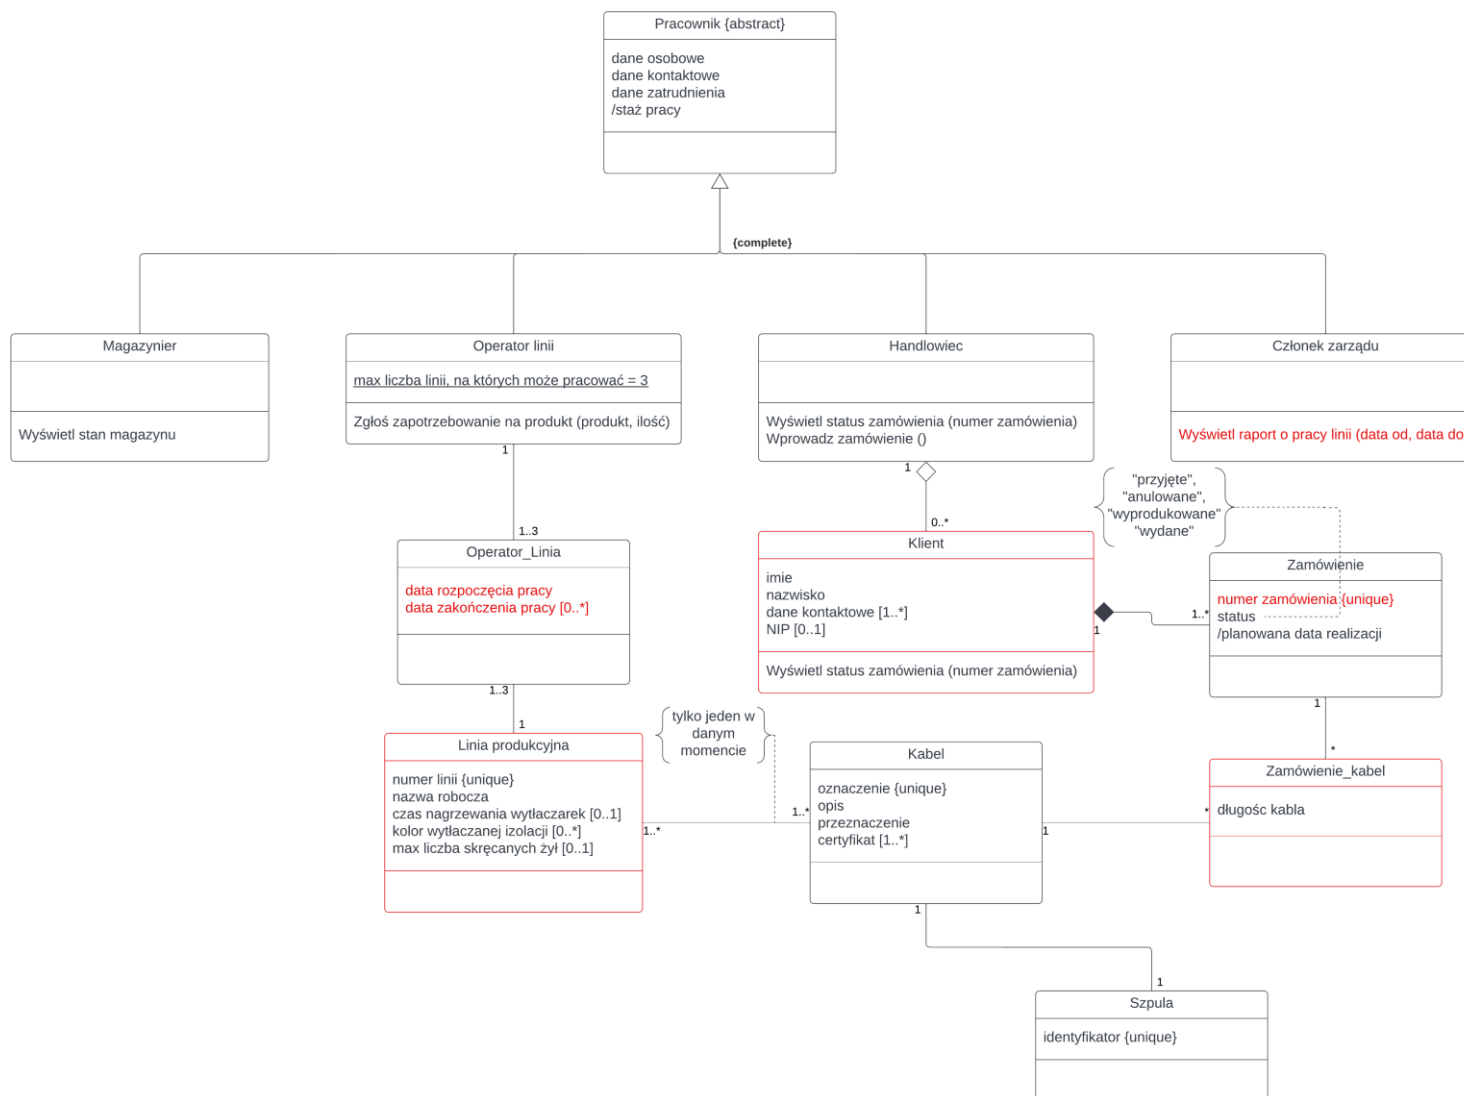 Pracownik {abstract}
dane osobowe
dane kontaktowe
dane zatrudnienia
/staż pracy
{complete}
Magazynier
Wyświetl stan magazynu
Operator linii
max liczba linii, na których może pracować = 3
Zgłoś zapotrzebowanie na produkt (produkt, ilość)
1
Handlowiec
Wyświetl status zamówienia (numer zamówienia)
Wprowadz zamówienie ()
1
Członek zarządu
Wyświetl raport o pracy linii (data od, data do
"przyjęte",
"anulowane",
"wyprodukowane"
"wydane"
1..3
Operator_Linia
data rozpoczęcia pracy
data zakończenia pracy [0..*]
1..3
0..*
Klient
imie
nazwisko
dane kontaktowe [1..*]
NIP [0..1]
Wyświetl status zamówienia (numer zamówienia)
1
1..*
Zamówienie
numer zamówienia {unique}
status
/planowana data realizacji
1
1
Linia produkcyjna
numer linii {unique}
nazwa robocza
czas nagrzewania wytłaczarek [0..1]
kolor wytłaczanej izolacji [0..*]
max liczba skręcanych żył [0..1]
1..*
tylko jeden w
danym
momencie
1..*
Kabel
oznaczenie {unique}
opis
przeznaczenie
certyfikat [1..*]
1
1
*
Zamówienie_kabel
długośc kabla
*
1
Szpula
identyfikator {unique}